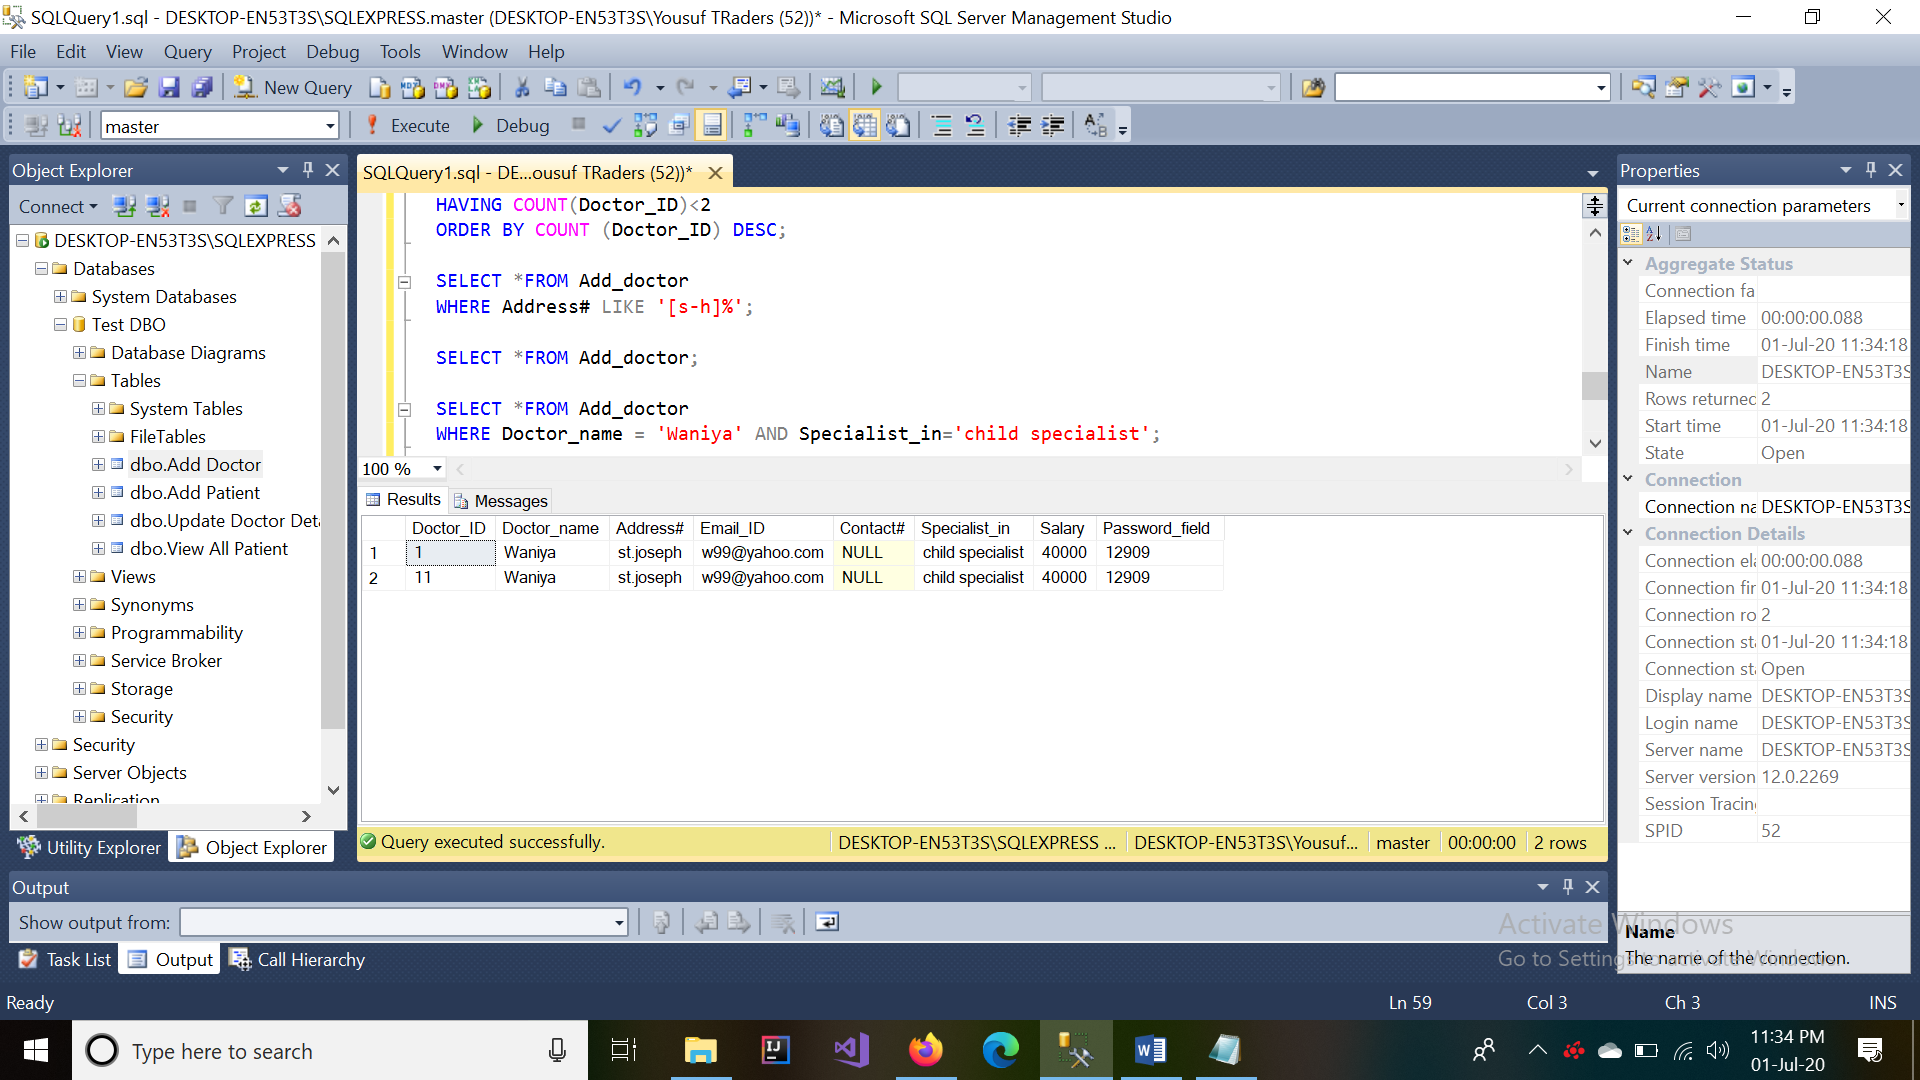 SQLQuery1.sql - DESKTOP-EN53T3S\SQLEXPRESS.master (DESKTOP-EN53T3S\Yousuf TRaders (52))* - Microsoft SQL Server Management Studio
File Edit View Query Project Debug Tools Window Help
New Query
master Execute Debug
Object Explorer
Connect
DESKTOP-EN53T3S\SQLEXPRESS
Databases
System Databases
Test DBO
Database Diagrams
Tables
System Tables
FileTables
dbo.Add Doctor
dbo.Add Patient
dbo.Update Doctor Det
dbo.View All Patient
Views
Synonyms
Programmability
Service Broker
Storage
Security
Security
Server Objects
Replication
Utility Explorer Object Explorer
SQLQuery1.sql - DE...ousuf TRaders (52))*
HAVING COUNT(Doctor_ID)<2
ORDER BY COUNT (Doctor_ID) DESC;
SELECT *FROM Add_doctor
WHERE Address# LIKE '[s-h]%';
SELECT *FROM Add_doctor;
SELECT *FROM Add_doctor
WHERE Doctor_name = 'Waniya' AND Specialist_in='child specialist';
100 %
Results Messages
Doctor_ID Doctor_name Address# Email_ID Contact# Specialist_in Salary Password_field
1 1 Waniya st.joseph w99@yahoo.com NULL child specialist 40000 12909
2 11 Waniya st.joseph w99@yahoo.com NULL child specialist 40000 12909
Query executed successfully. DESKTOP-EN53T3S\SQLEXPRESS ... DESKTOP-EN53T3S\Yousuf... master 00:00:00 2 rows
Properties
Current connection parameters
Aggregate Status
Connection fa
Elapsed time 00:00:00.088
Finish time 01-Jul-20 11:34:18
Name DESKTOP-EN53T3S
Rows returned 2
Start time 01-Jul-20 11:34:18
State Open
Connection
Connection na DESKTOP-EN53T3S
Connection Details
Connection ela 00:00:00.088
Connection fin 01-Jul-20 11:34:18
Connection ro 2
Connection sta 01-Jul-20 11:34:18
Connection sta Open
Display name DESKTOP-EN53T3S
Login name DESKTOP-EN53T3S
Server name DESKTOP-EN53T3S
Server version 12.0.2269
Session Tracin
SPID 52
Name
The name of the connection.
Activate Windows
Go to Settings to activate Windows.
Output
Show output from:
Task List Output Call Hierarchy
Ready Ln 59 Col 3 Ch 3 INS
Type here to search
11:34 PM
01-Jul-20